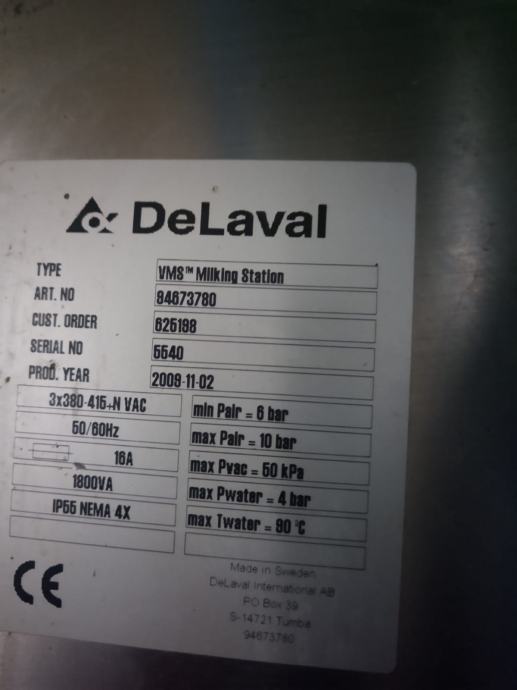 DeLaval
TYPE VMS™ Milking Station
ART. NO 94673780
CUST. ORDER 625198
SERIAL NO 5540
PROD. YEAR 2009-11-02
3x380-415+N VAC
50/60Hz
16A
1800VA
IP55 NEMA 4X
min Pair = 6 bar
max Pair = 10 bar
max Pvac = 50 kPa
max Pwater = 4 bar
max Twater = 90 °C
CE
Made in Sweden
DeLaval International AB
PO Box 39
S-14721 Tumba
94673780